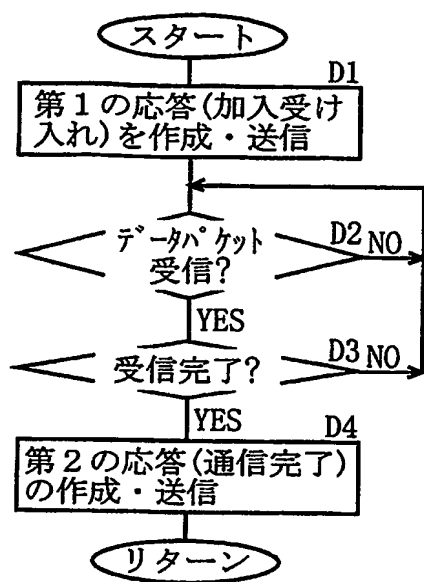 スタート
D1
第1の応答(加入受け
入れ)を作成・送信
データパケット
受信?
D2
NO
YES
受信完了?
D3
NO
YES
D4
第2の応答(通信完了)
の作成・送信
リターン